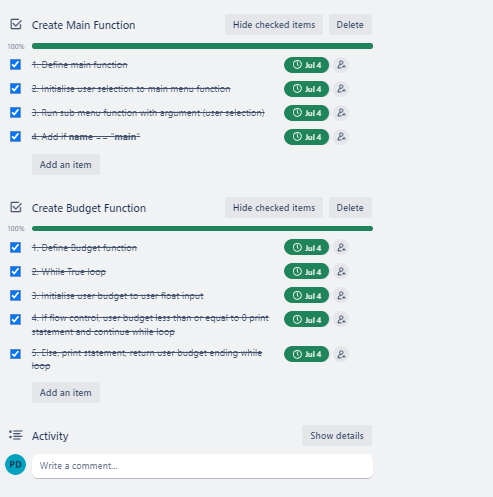 Create Main Function
Hide checked items
Delete
100%
1. Define main function
Jul 4
2. Initialise user selection to main menu function
Jul 4
3. Run sub menu function with argument (user selection)
Jul 4
4. Add if name == "main"
Jul 4
Add an item
Create Budget Function
Hide checked items
Delete
100%
1. Define Budget function
Jul 4
2. While True loop
Jul 4
3. Initialise user budget to user float input
Jul 4
4. If flow control, user budget less than or equal to 0 print
statement and continue while loop
Jul 4
5. Else, print statement, return user budget ending while
loop
Jul 4
Add an item
Activity
Show details
PD
Write a comment...